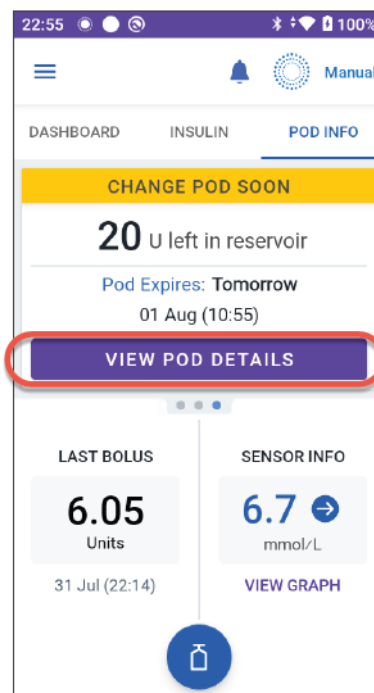 22:55 100%
Manual
DASHBOARD INSULIN POD INFO
CHANGE POD SOON
20 U left in reservoir
Pod Expires: Tomorrow
01 Aug (10:55)
VIEW POD DETAILS
LAST BOLUS
6.05
Units
31 Jul (22:14)
SENSOR INFO
6.7
mmol/L
VIEW GRAPH